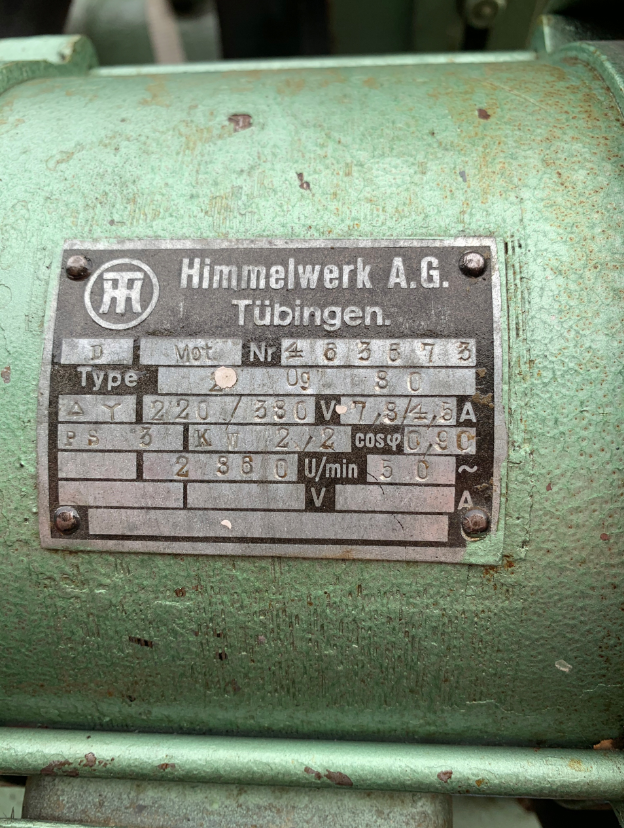 Himmelwerk A.G.
Tübingen.
D Mot Nr 463573
Type 2 Og 80
△ Y 220/380 V 7,8/4,5 A
PS 3 KW 2,2 cosφ 0,90
2860 U/min 50 ~
V A